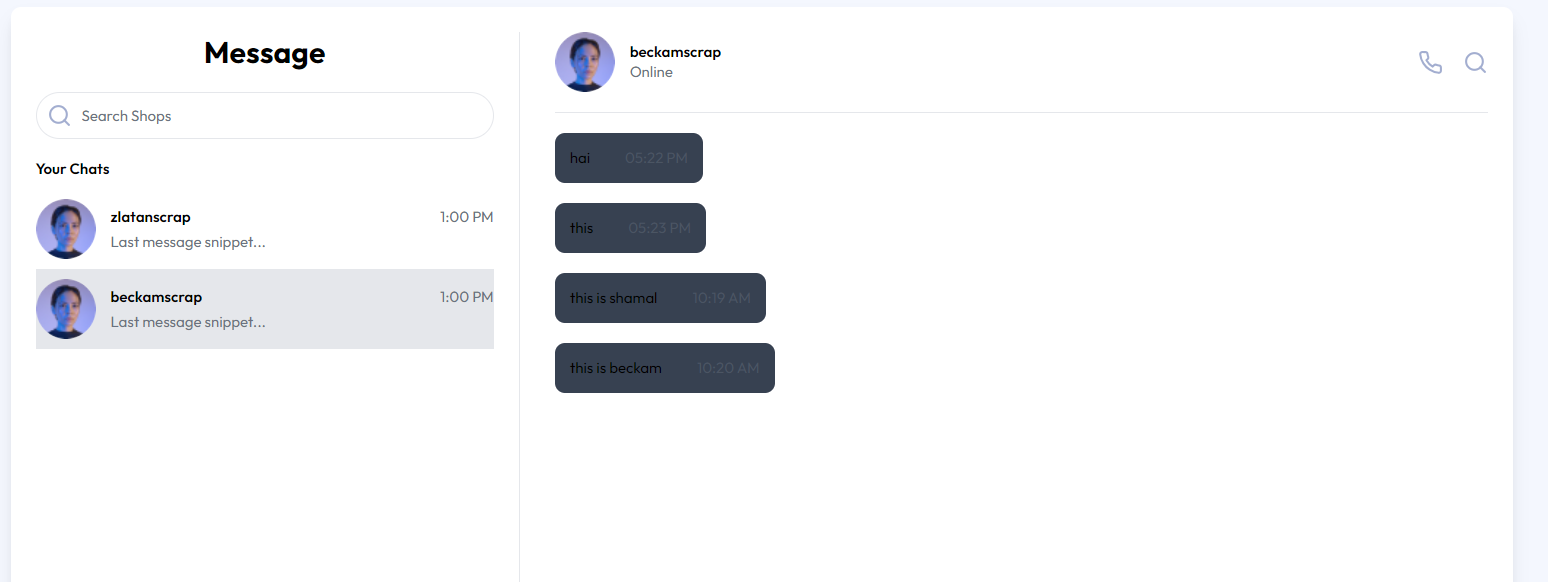 Message
Search Shops
Your Chats
zlatanscrap 1:00 PM
Last message snippet...
beckamscrap 1:00 PM
Last message snippet...
beckamscrap
Online
hai 05:22 PM
this 05:23 PM
this is shamal 10:19 AM
this is beckam 10:20 AM